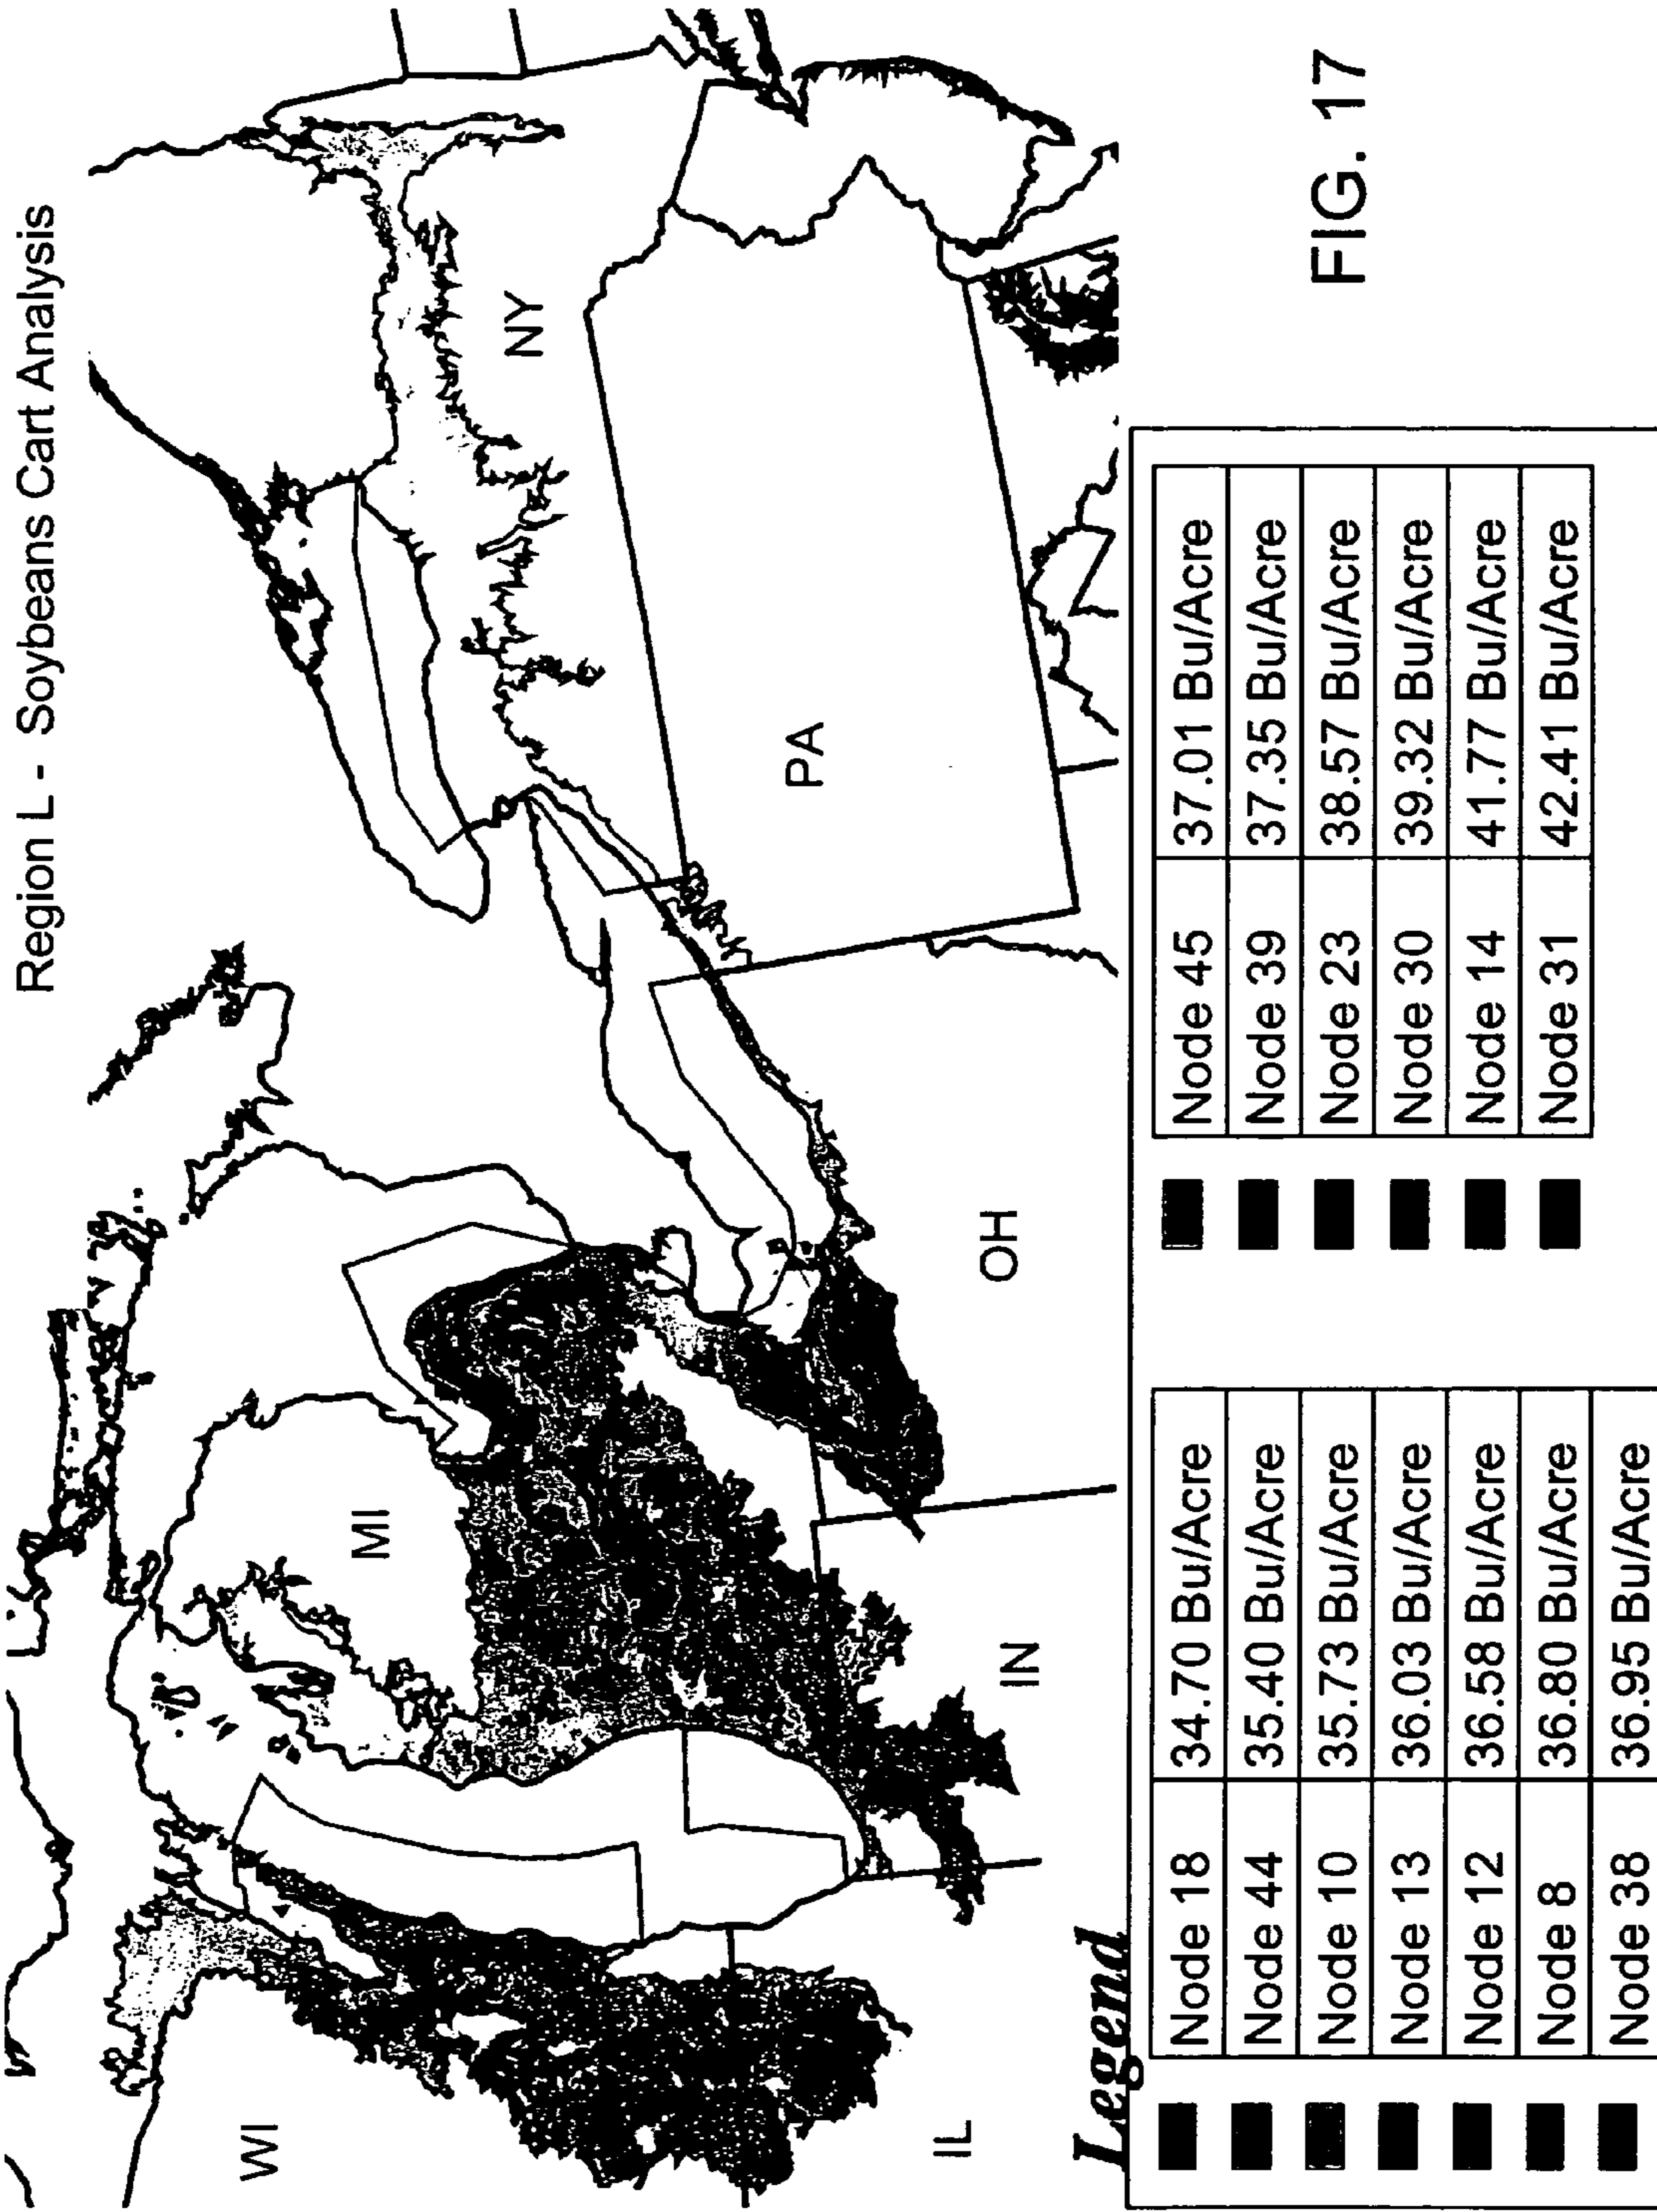 Region L - Soybeans Cart Analysis
WI
MI
NY
PA
OH
IN
IL
Legend
Node 18 34.70 Bu/Acre
Node 44 35.40 Bu/Acre
Node 10 35.73 Bu/Acre
Node 13 36.03 Bu/Acre
Node 12 36.58 Bu/Acre
Node 8 36.80 Bu/Acre
Node 38 36.95 Bu/Acre
Node 45 37.01 Bu/Acre
Node 39 37.35 Bu/Acre
Node 23 38.57 Bu/Acre
Node 30 39.32 Bu/Acre
Node 14 41.77 Bu/Acre
Node 31 42.41 Bu/Acre
FIG. 17